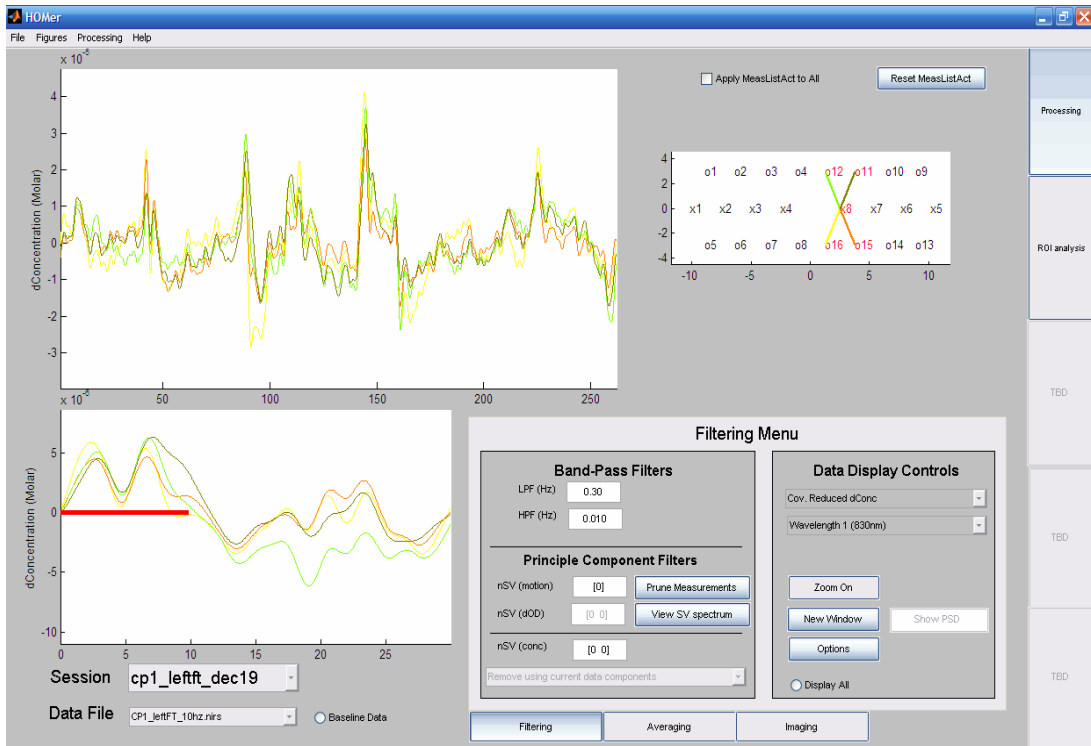 HOMer
File Figures Processing Help
x 10^-5
4
3
2
1
0
-1
-2
-3
dConcentration (Molar)
50 100 150 200 250
Apply MeasListAct to All
Reset MeasListAct
4
2
0
-2
-4
o1 o2 o3 o4 o12 o11 o10 o9
x1 x2 x3 x4 x8 x7 x6 x5
o5 o6 o7 o8 o16 o15 o14 o13
-10 -5 0 5 10
Processing
ROI analysis
TBD
TBD
TBD
x 10^-6
5
0
-5
-10
dConcentration (Molar)
0 5 10 15 20 25
Session cp1_leftft_dec19
Data File CP1_leftFT_10hz.nirs Baseline Data
Filtering Menu
Band-Pass Filters
LPF (Hz) 0.30
HPF (Hz) 0.010
Principle Component Filters
nSV (motion) [0] Prune Measurements
nSV (dOD) [0 0] View SV spectrum
nSV (conc) [0 0]
Remove using current data components
Data Display Controls
Cov. Reduced dConc
Wavelength 1 (830nm)
Zoom On
New Window Show PSD
Options
Display All
Filtering Averaging Imaging